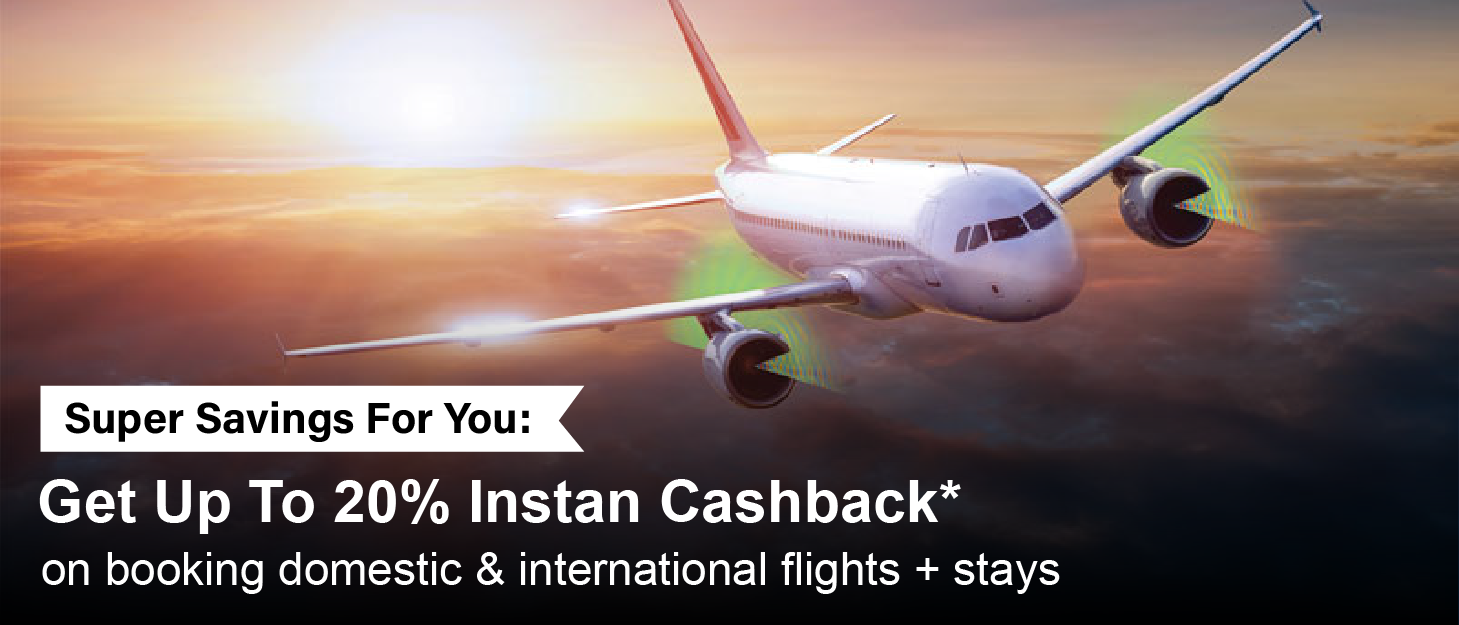 Super Savings For You:
Get Up To 20% Instan Cashback*
on booking domestic & international flights + stays